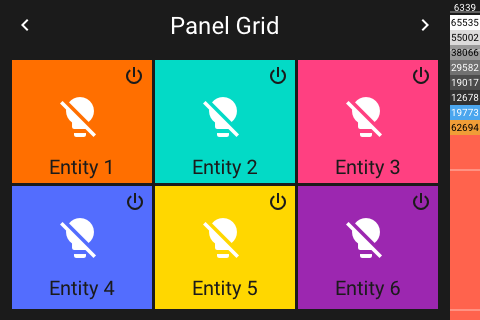 Panel Grid
Entity 1
Entity 2
Entity 3
Entity 4
Entity 5
Entity 6
6339
65535
55002
38066
29582
19017
12678
19773
62694